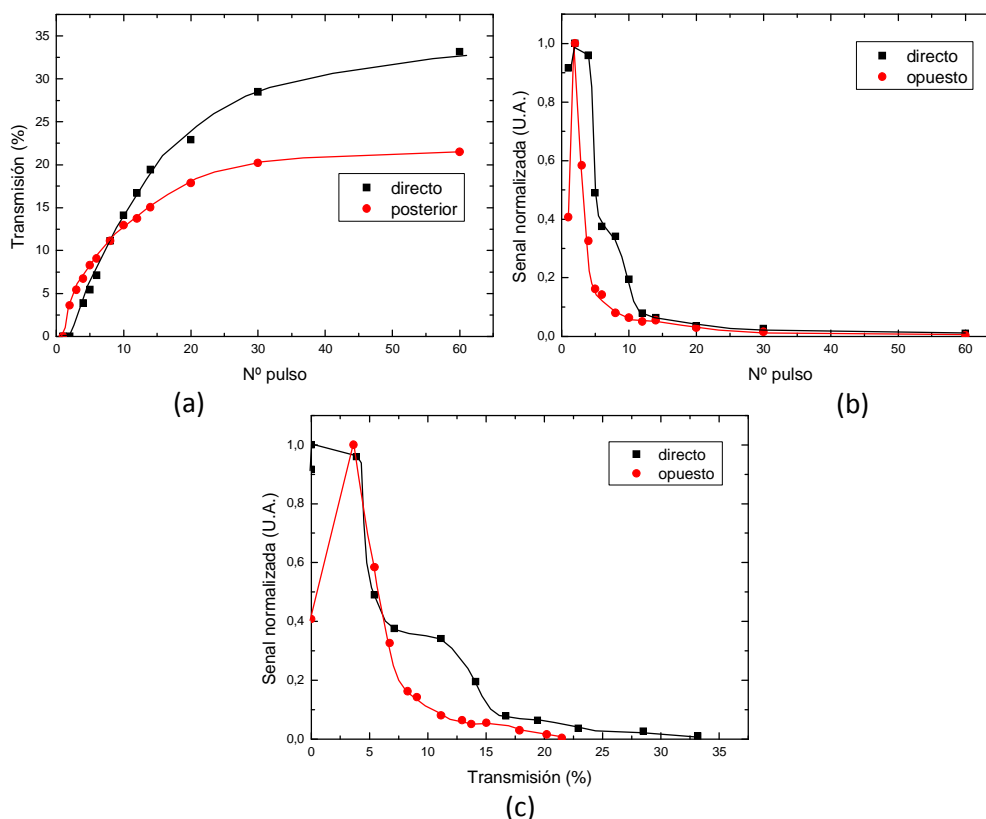 35
30
25
20
15
10
5
0
Transmisión (%)
directo
posterior
0 10 20 30 40 50 60
Nº pulso
(a)
1,0
0,8
0,6
0,4
0,2
0,0
Senal normalizada (U.A.)
directo
opuesto
0 10 20 30 40 50 60
Nº pulso
(b)
1,0
0,8
0,6
0,4
0,2
0,0
Senal normalizada (U.A.)
directo
opuesto
0 5 10 15 20 25 30 35
Transmisión (%)
(c)